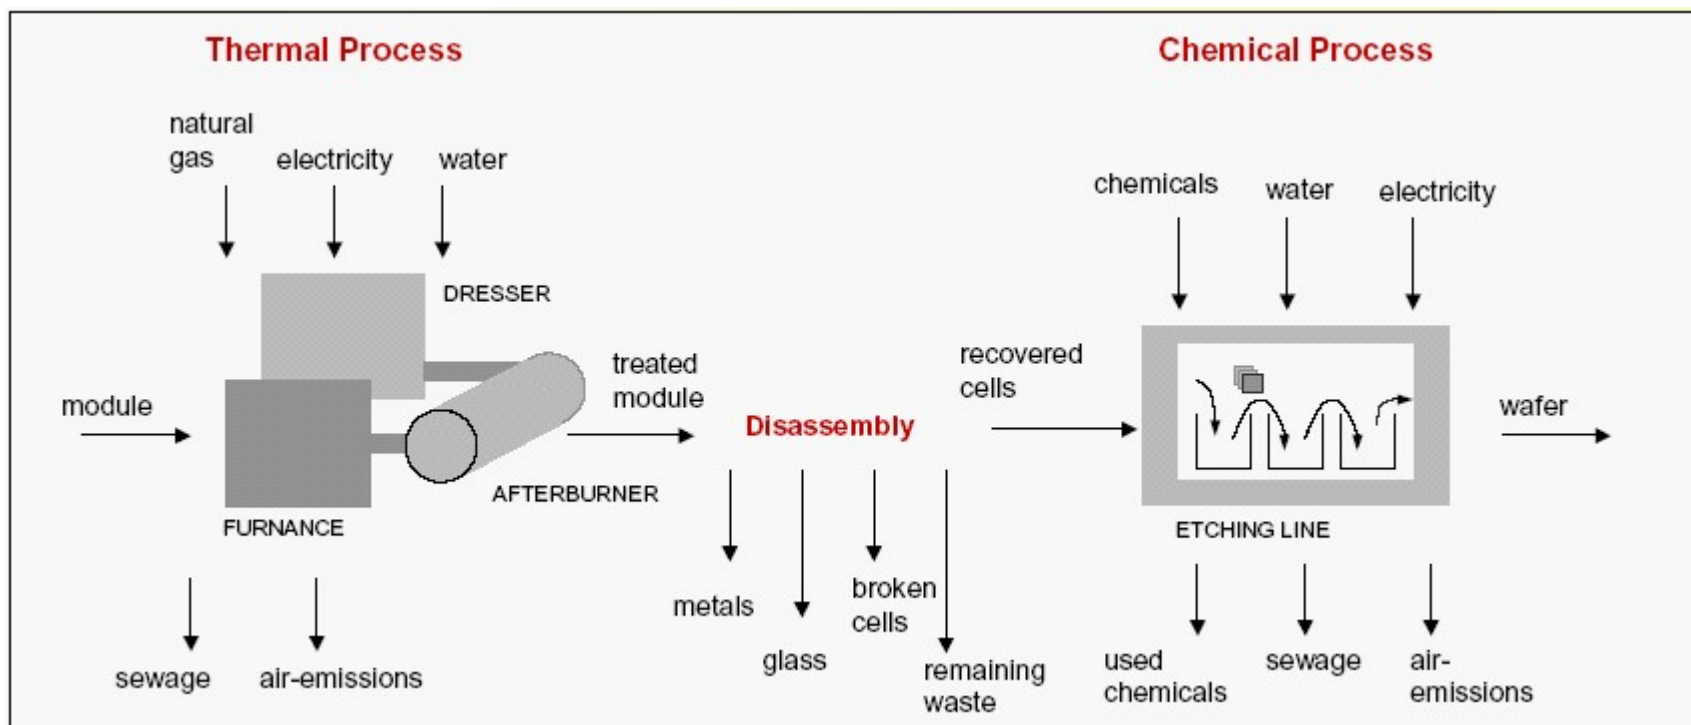 Thermal Process
Chemical Process
natural
gas
electricity
water
chemicals
water
electricity
DRESSER
module
treated
module
recovered
cells
wafer
Disassembly
AFTERBURNER
FURNANCE
ETCHING LINE
metals
glass
broken
cells
remaining
waste
sewage
air-emissions
used
chemicals
sewage
air-
emissions